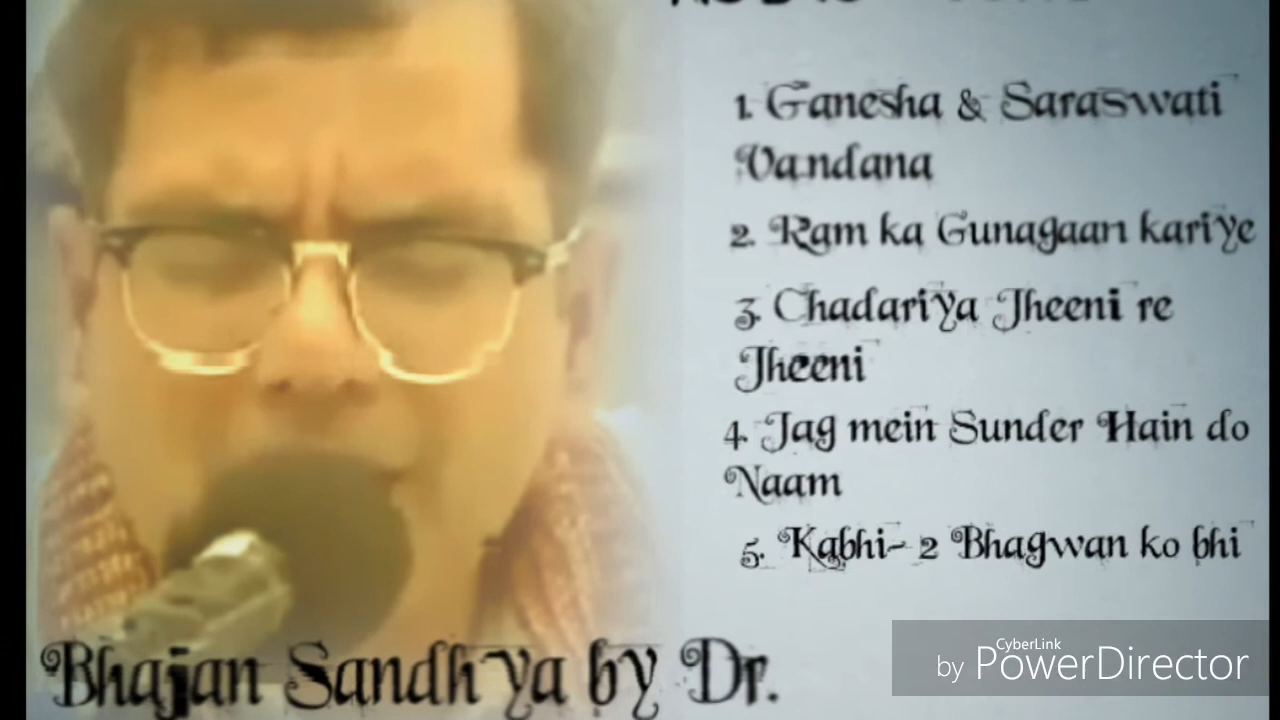 1. Ganesha & Saraswati
Vandana
2. Ram ka Gunagaan kariye
3. Chadariya Jheeni re
Jheeni
4. Jag mein Sunder Hain do
Naam
5. Kabhi- 2 Bhagwan ko bhi
Bhajan Sandhya by Dr.
CyberLink
by PowerDirector